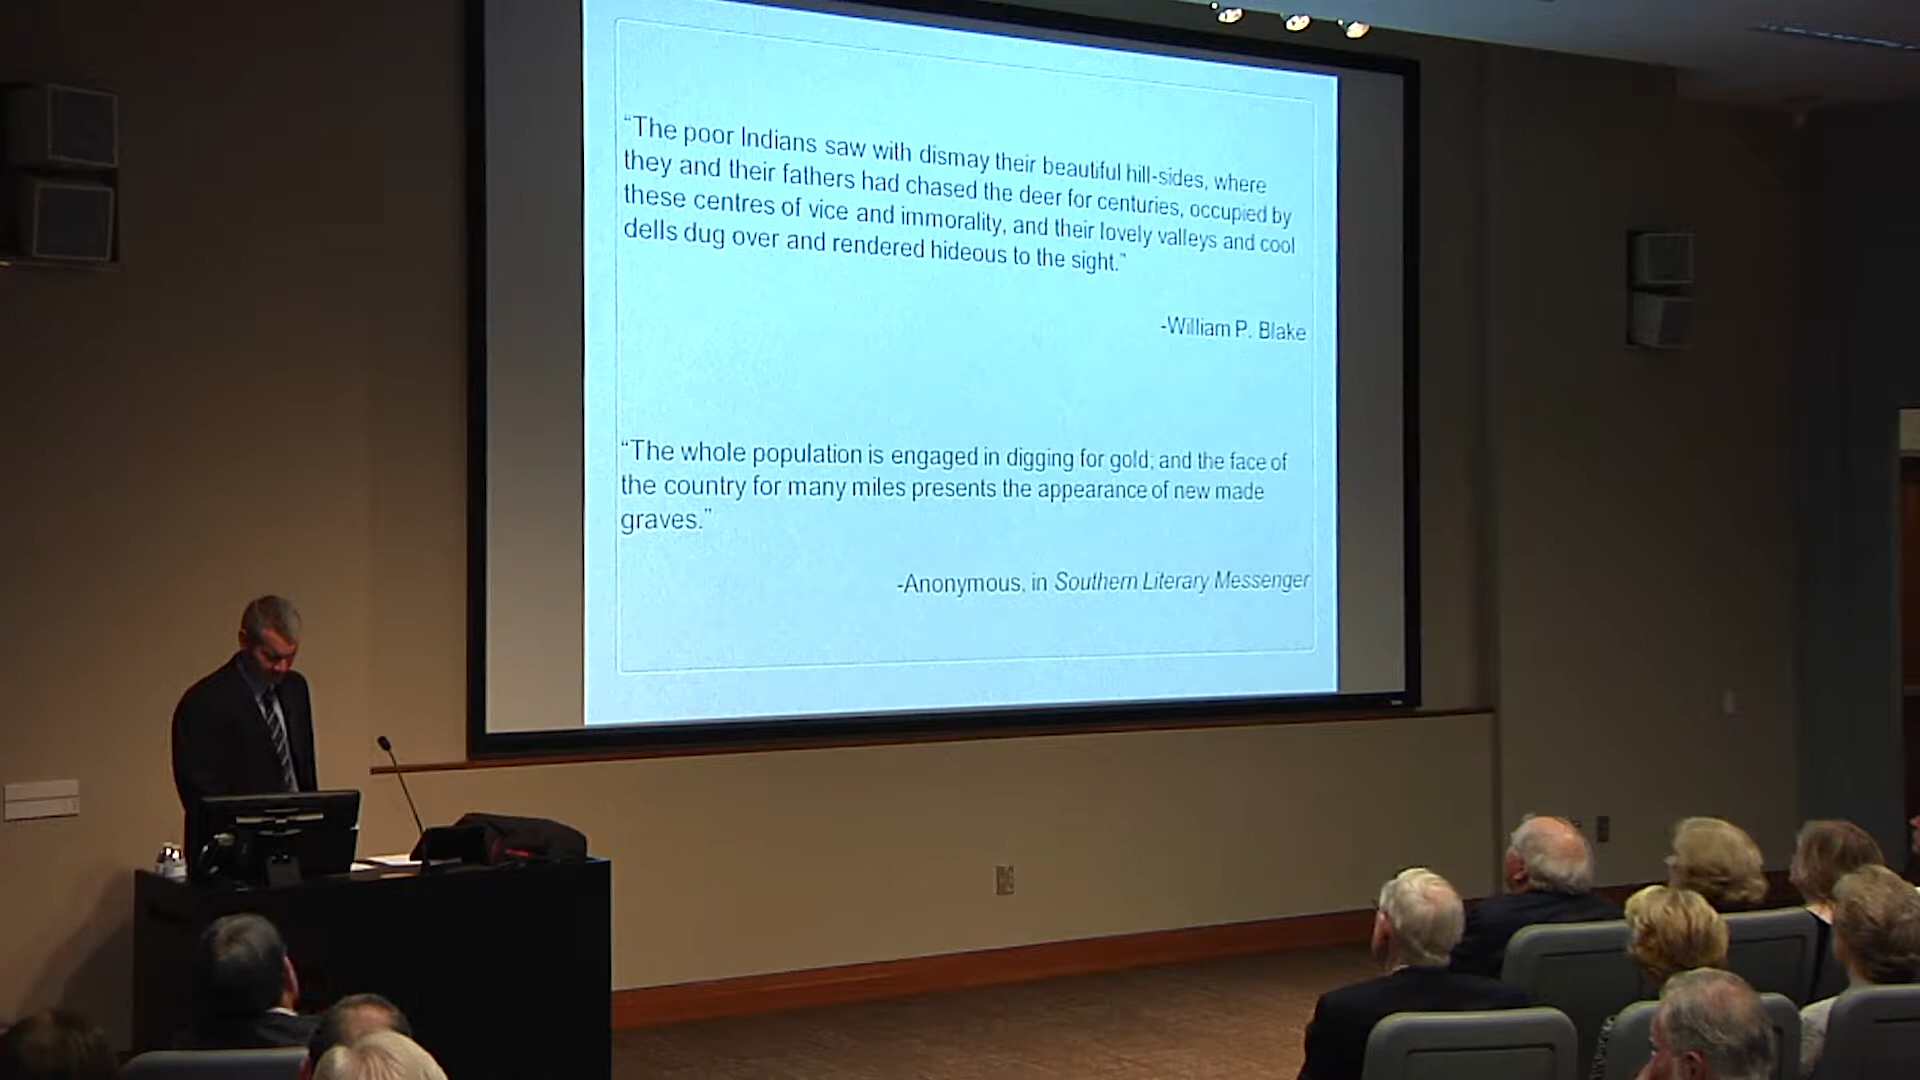 “The poor Indians saw with dismay their beautiful hill-sides, where
they and their fathers had chased the deer for centuries, occupied by
these centres of vice and immorality, and their lovely valleys and cool
dells dug over and rendered hideous to the sight.”
-William P. Blake
“The whole population is engaged in digging for gold; and the face of
the country for many miles presents the appearance of new made
graves.”
-Anonymous, in Southern Literary Messenger